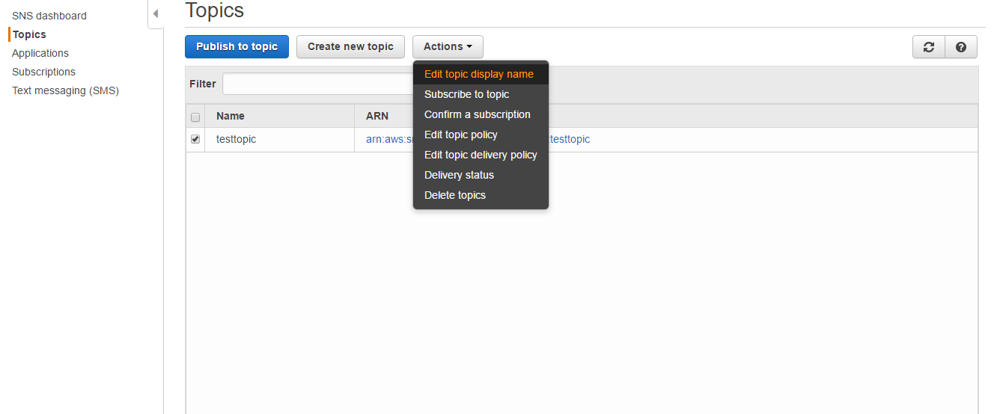 SNS dashboard
Topics
Applications
Subscriptions
Text messaging (SMS)
Topics
Publish to topic
Create new topic
Actions
Filter
Edit topic display name
Subscribe to topic
Confirm a subscription
Edit topic policy
Edit topic delivery policy
Delivery status
Delete topics
Name ARN
testtopic arn:aws:s testtopic